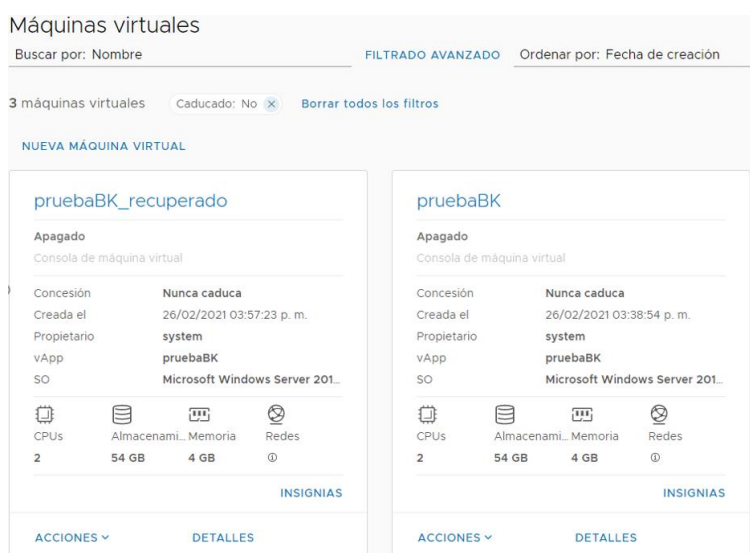 Máquinas virtuales
Buscar por: Nombre FILTRADO AVANZADO Ordenar por: Fecha de creación
3 máquinas virtuales Caducado: No × Borrar todos los filtros
NUEVA MÁQUINA VIRTUAL
pruebaBK_recuperado
Apagado
Consola de máquina virtual
Concesión Nunca caduca
Creada el 26/02/2021 03:57:23 p. m.
Propietario system
vApp pruebaBK
SO Microsoft Windows Server 201...
CPUs Almacenami... Memoria Redes
2 54 GB 4 GB
INSIGNIAS
ACCIONES DETALLES
pruebaBK
Apagado
Consola de máquina virtual
Concesión Nunca caduca
Creada el 26/02/2021 03:38:54 p. m.
Propietario system
vApp pruebaBK
SO Microsoft Windows Server 201...
CPUs Almacenami... Memoria Redes
2 54 GB 4 GB
INSIGNIAS
ACCIONES DETALLES